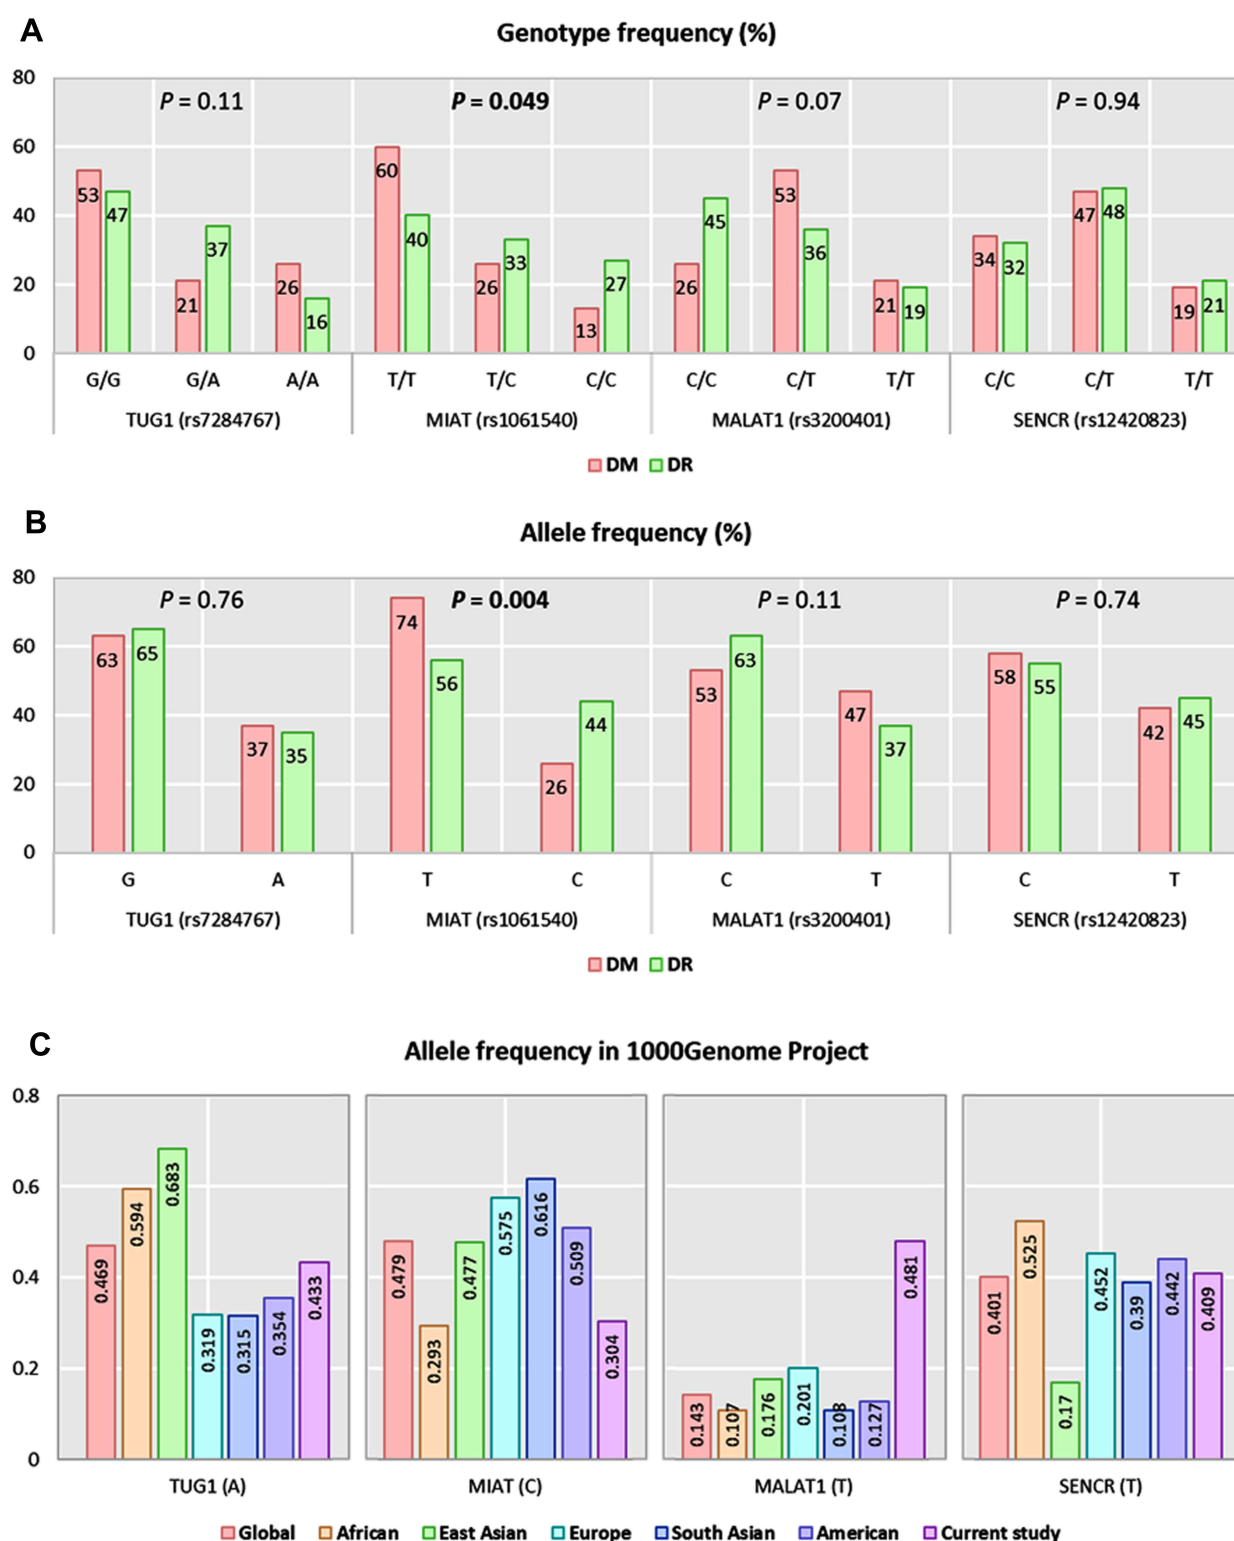 A
Genotype frequency (%)
80
60
40
20
0
P = 0.11
P = 0.049
P = 0.07
P = 0.94
53 47 21 37 26 16 60 40 26 33 13 27 26 45 53 36 21 19 34 32 47 48 19 21
G/G G/A A/A T/T T/C C/C C/C C/T T/T C/C C/T T/T
TUG1 (rs7284767) MIAT (rs1061540) MALAT1 (rs3200401) SENCR (rs12420823)
DM DR
B
Allele frequency (%)
80
60
40
20
0
P = 0.76
P = 0.004
P = 0.11
P = 0.74
63 65 37 35 74 56 26 44 53 63 47 37 58 55 42 45
G A T C C T C T
TUG1 (rs7284767) MIAT (rs1061540) MALAT1 (rs3200401) SENCR (rs12420823)
DM DR
C
Allele frequency in 1000Genome Project
0.8
0.6
0.4
0.2
0
0.469 0.594 0.683 0.319 0.315 0.354 0.433
0.479 0.293 0.477 0.575 0.616 0.509 0.304
0.143 0.107 0.176 0.201 0.108 0.127 0.481
0.401 0.525 0.17 0.452 0.39 0.442 0.409
TUG1 (A) MIAT (C) MALAT1 (T) SENCR (T)
Global African East Asian Europe South Asian American Current study